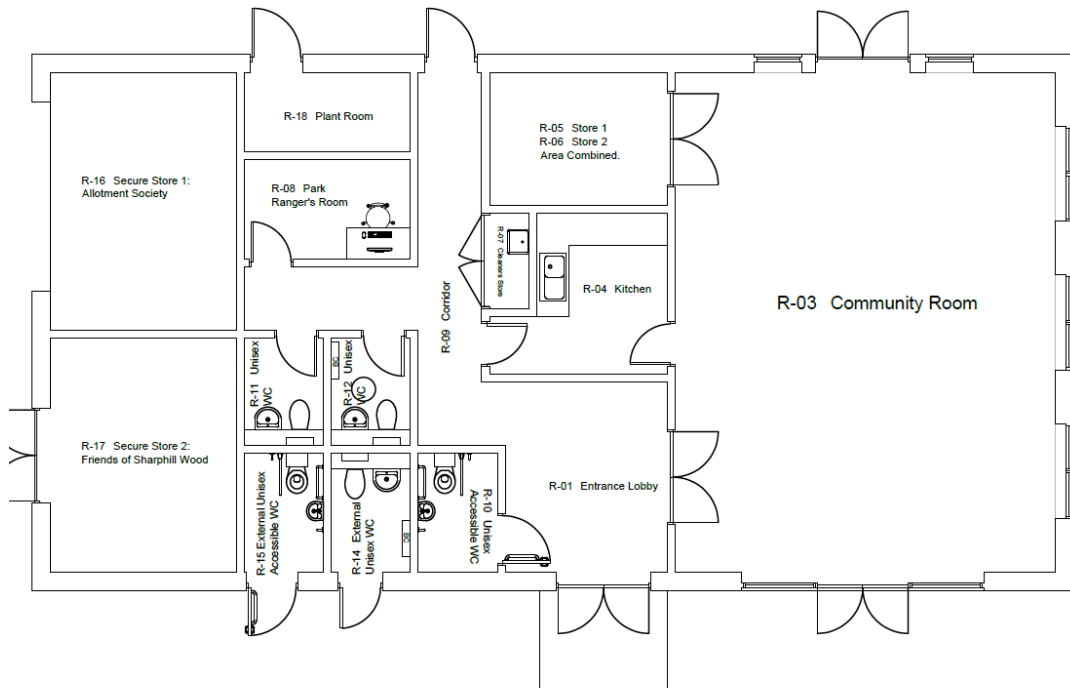 R-18 Plant Room
R-05 Store 1
R-06 Store 2
Area Combined.
R-16 Secure Store 1:
Allotment Society
R-08 Park
Ranger's Room
R-07 Cleaners Store
R-04 Kitchen
R-09 Corridor
R-03 Community Room
R-11 Unisex
WC
BC
R-12 Unisex
WC
R-17 Secure Store 2:
Friends of Sharphill Wood
R-01 Entrance Lobby
R-15 External Unisex
Accessible WC
R-14 External
Unisex WC
BC
R-10 Unisex
Accessible WC